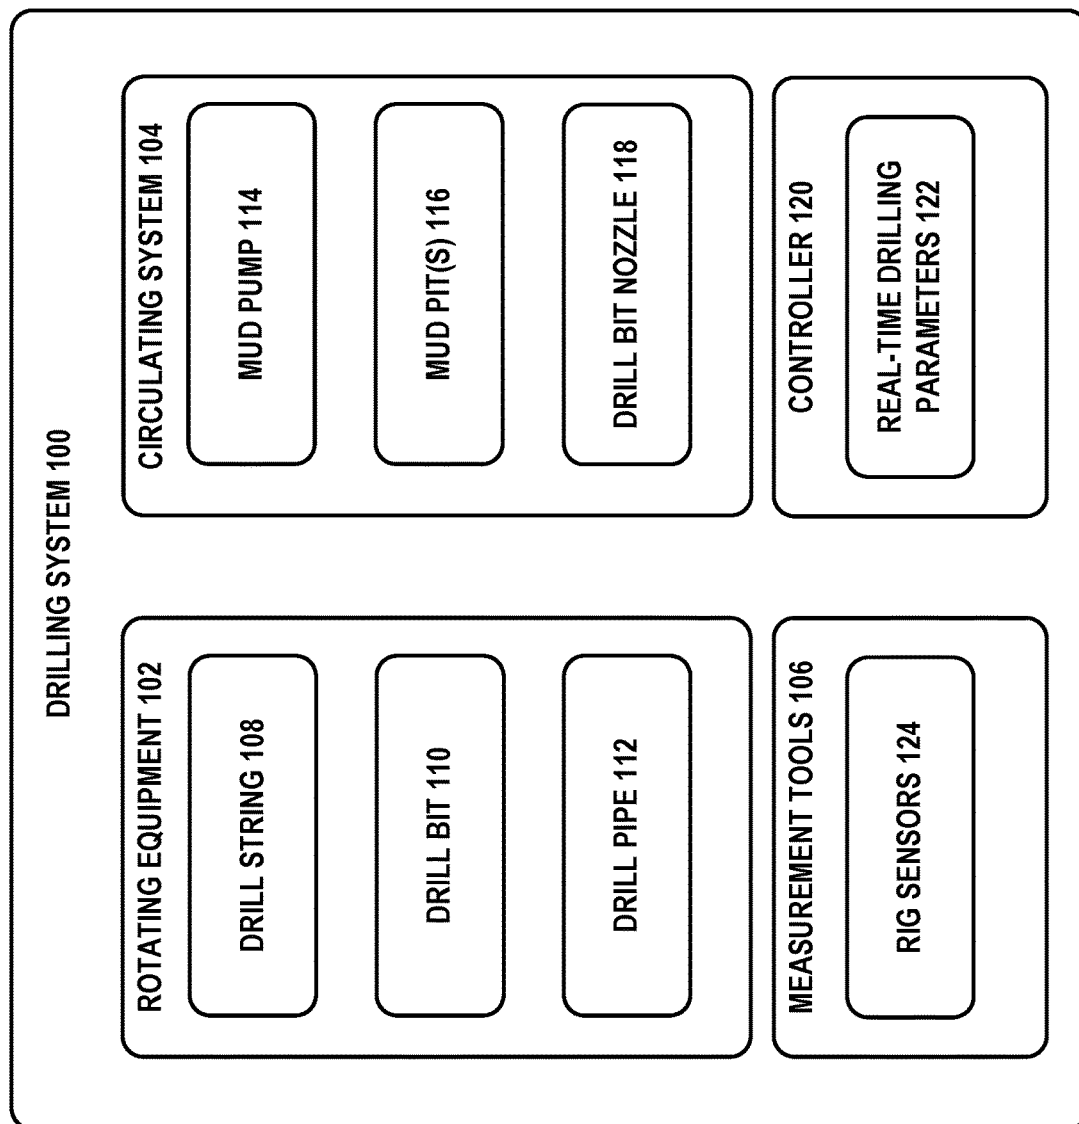 DRILLING SYSTEM 100
ROTATING EQUIPMENT 102
DRILL STRING 108
DRILL BIT 110
DRILL PIPE 112
MEASUREMENT TOOLS 106
RIG SENSORS 124
CIRCULATING SYSTEM 104
MUD PUMP 114
MUD PIT(S) 116
DRILL BIT NOZZLE 118
CONTROLLER 120
REAL-TIME DRILLING
PARAMETERS 122